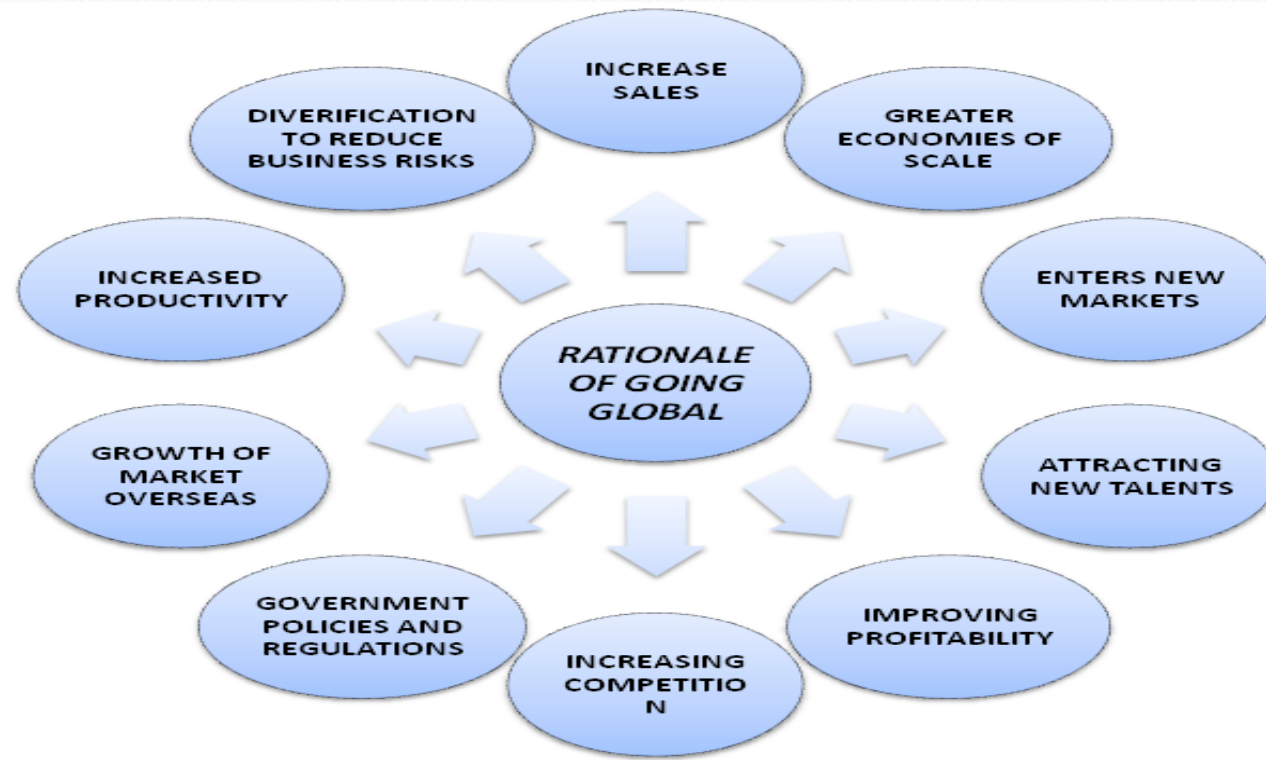 INCREASE
SALES
GREATER
ECONOMIES OF
SCALE
ENTERS NEW
MARKETS
ATTRACTING
NEW TALENTS
IMPROVING
PROFITABILITY
INCREASING
COMPETITIO
N
GOVERNMENT
POLICIES AND
REGULATIONS
GROWTH OF
MARKET
OVERSEAS
INCREASED
PRODUCTIVITY
DIVERIFICATION
TO REDUCE
BUSINESS RISKS
RATIONALE
OF GOING
GLOBAL